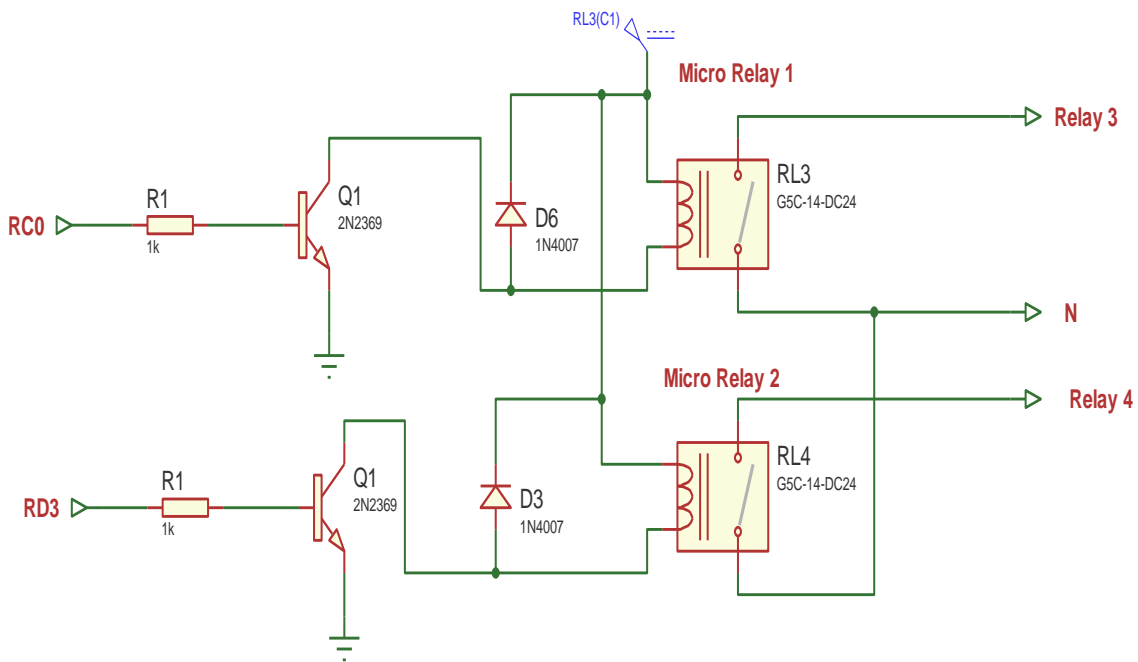 RL3(C1)
Micro Relay 1
Relay 3
R1
Q1
RL3
2N2369
G5C-14-DC24
RC0
D6
1k
1N4007
N
Micro Relay 2
Relay 4
R1
Q1
RL4
2N2369
G5C-14-DC24
RD3
D3
1k
1N4007